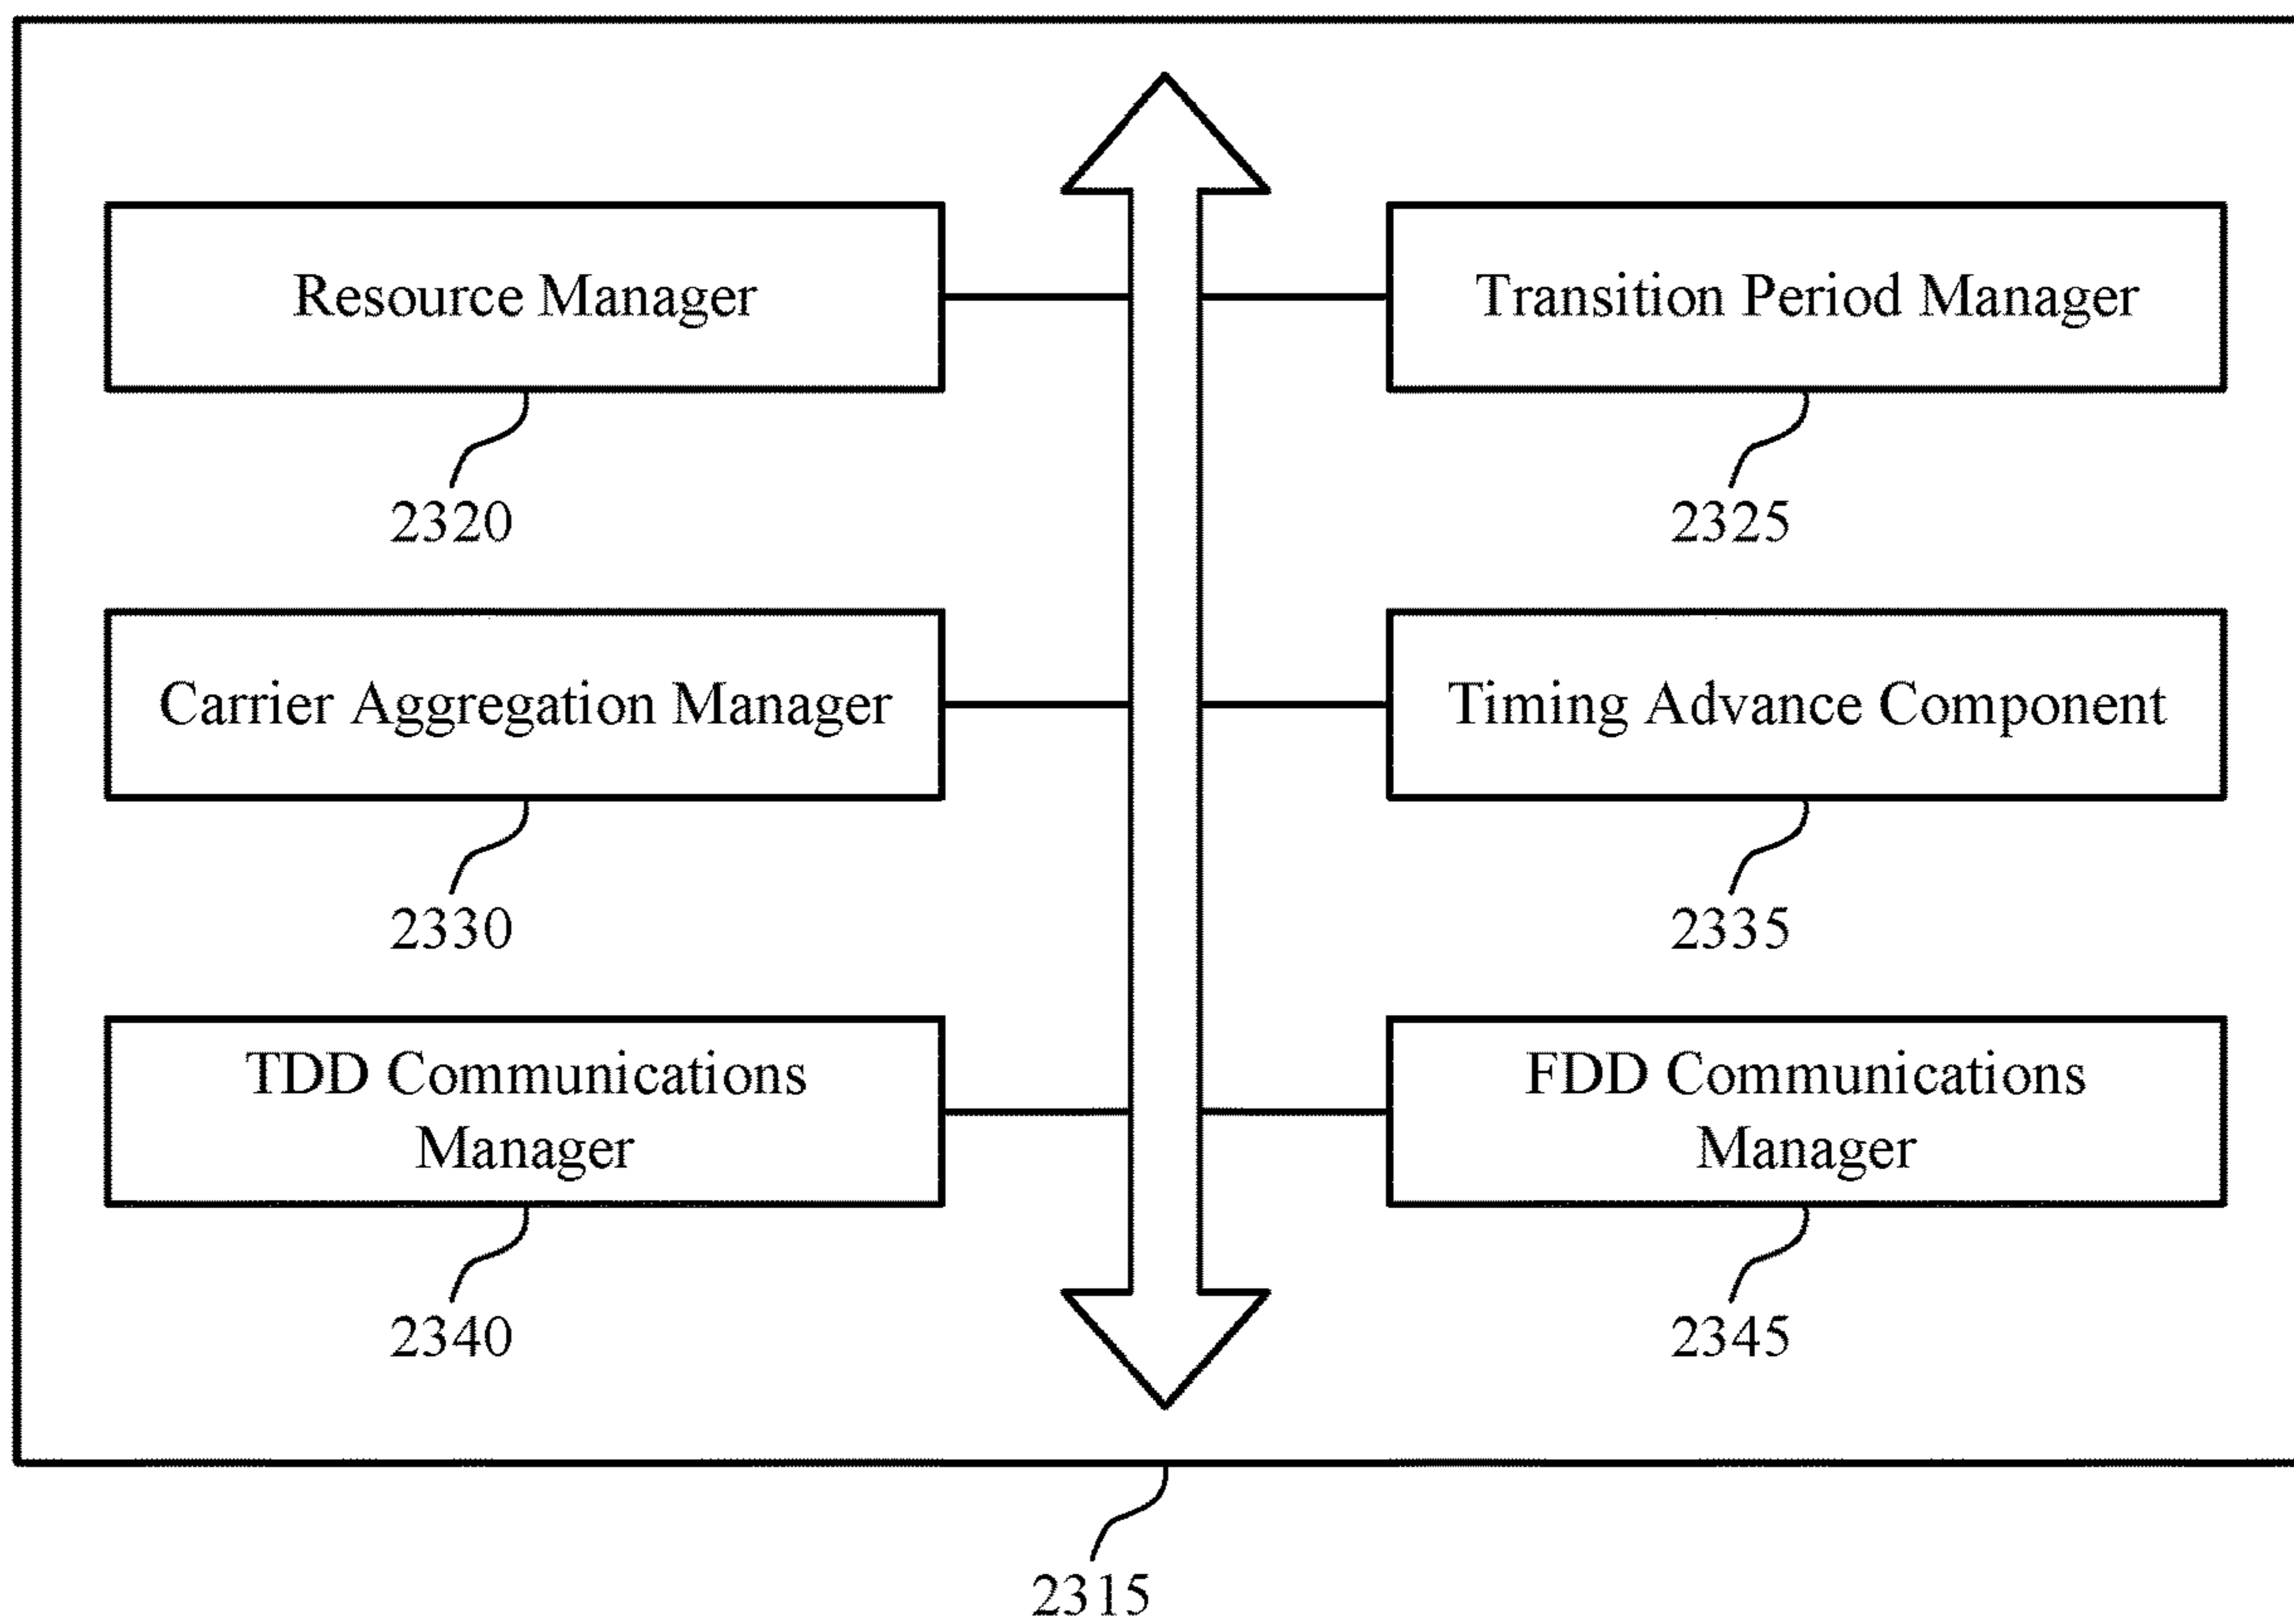 Resource Manager
Transition Period Manager
2320
2325
Carrier Aggregation Manager
Timing Advance Component
2330
2335
TDD Communications
Manager
FDD Communications
Manager
2340
2345
2315